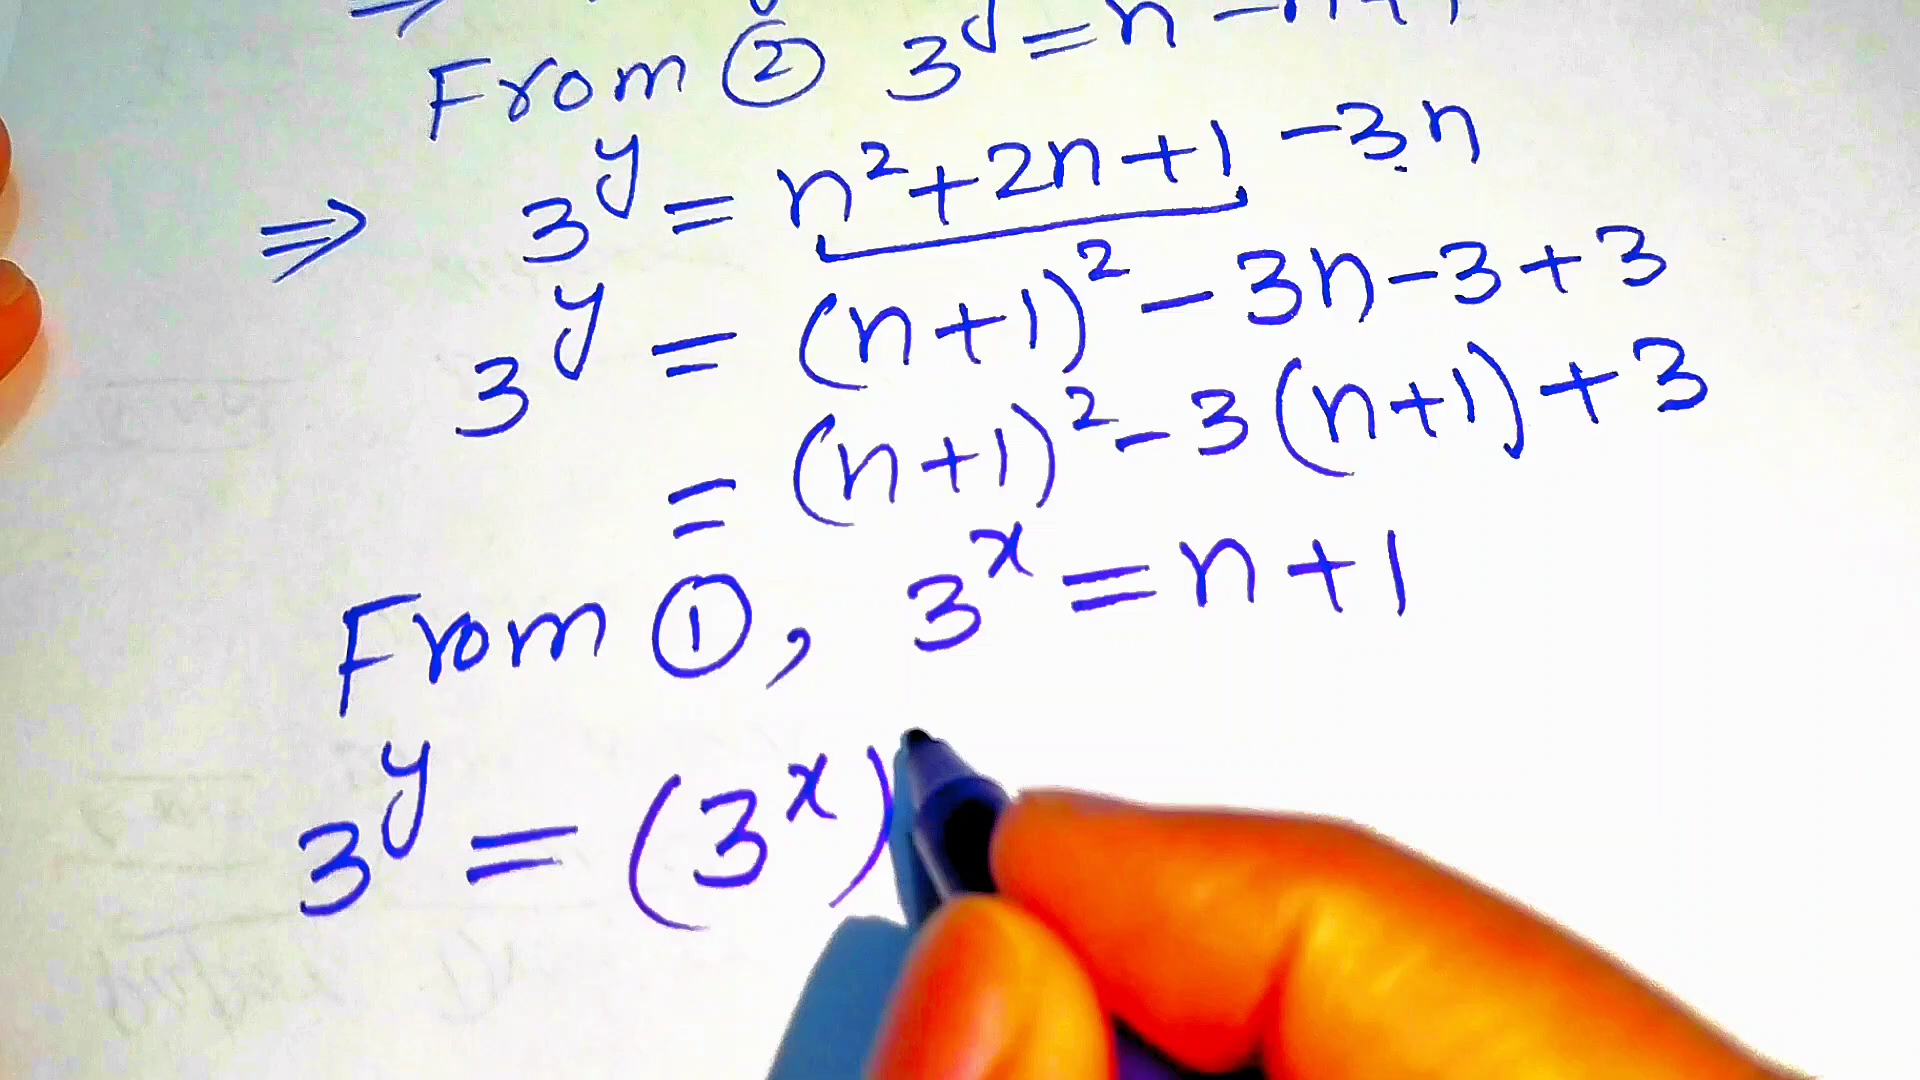 From ② 3^y = n
⇒ 3^y = n²+2n+1 -3n
3^y = (n+1)² - 3n-3+3
= (n+1)² - 3(n+1)+3
From ①, 3^x = n+1
3^y = (3^x)